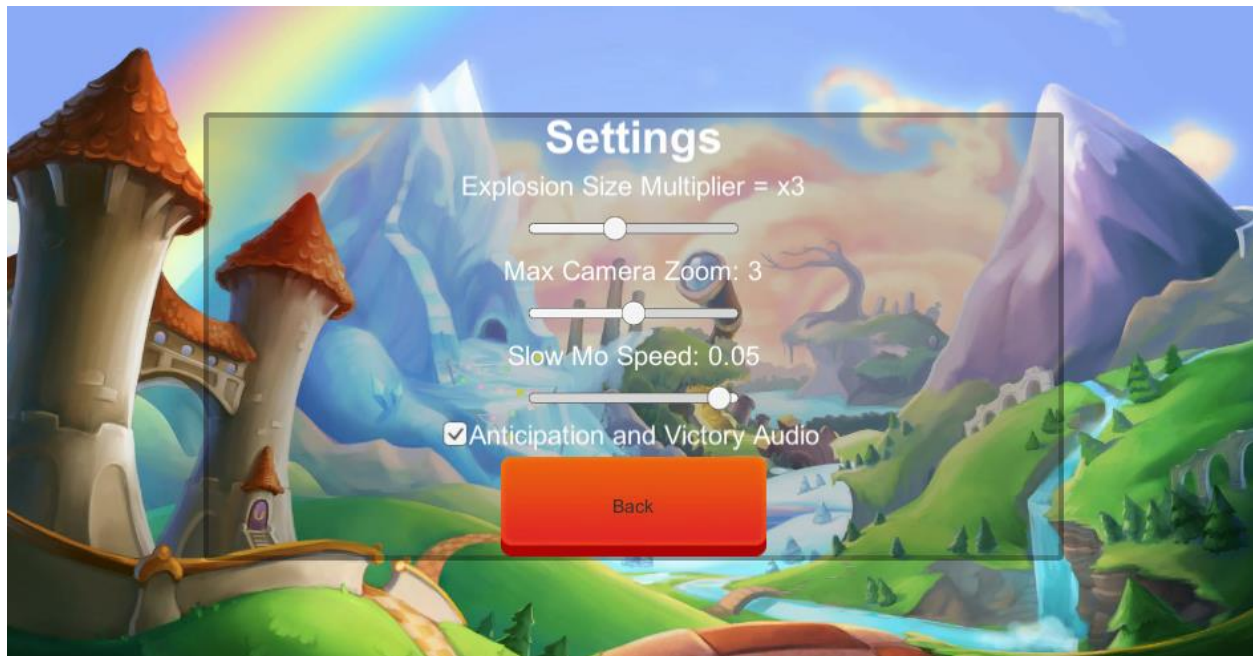 Settings
Explosion Size Multiplier = x3
Max Camera Zoom: 3
Slow Mo Speed: 0.05
Anticipation and Victory Audio
Back